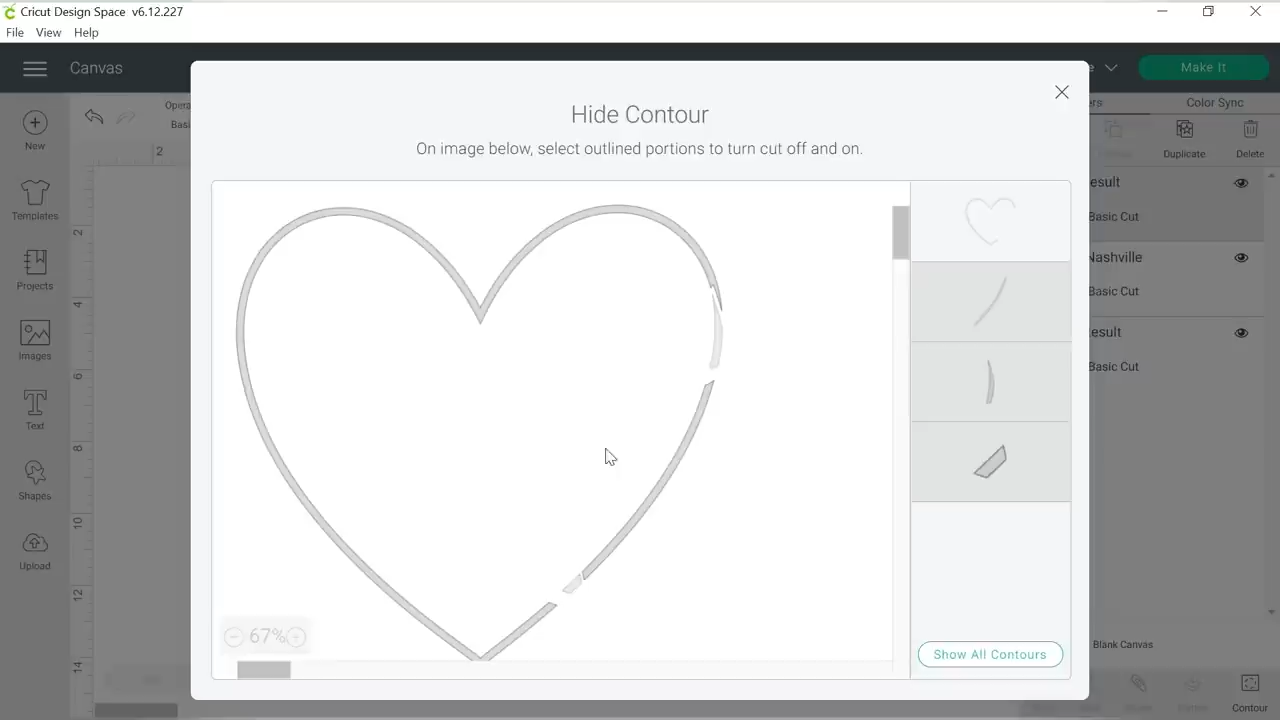 Cricut Design Space v6.12.227
File View Help
Canvas
Make It
Hide Contour
On image below, select outlined portions to turn cut off and on.
New
Templates
Projects
Images
Text
Shapes
Upload
2
2
4
6
8
10
12
14
67%
Show All Contours
Color Sync
Duplicate
Delete
esult
Basic Cut
Nashville
Basic Cut
esult
Basic Cut
Blank Canvas
Contour